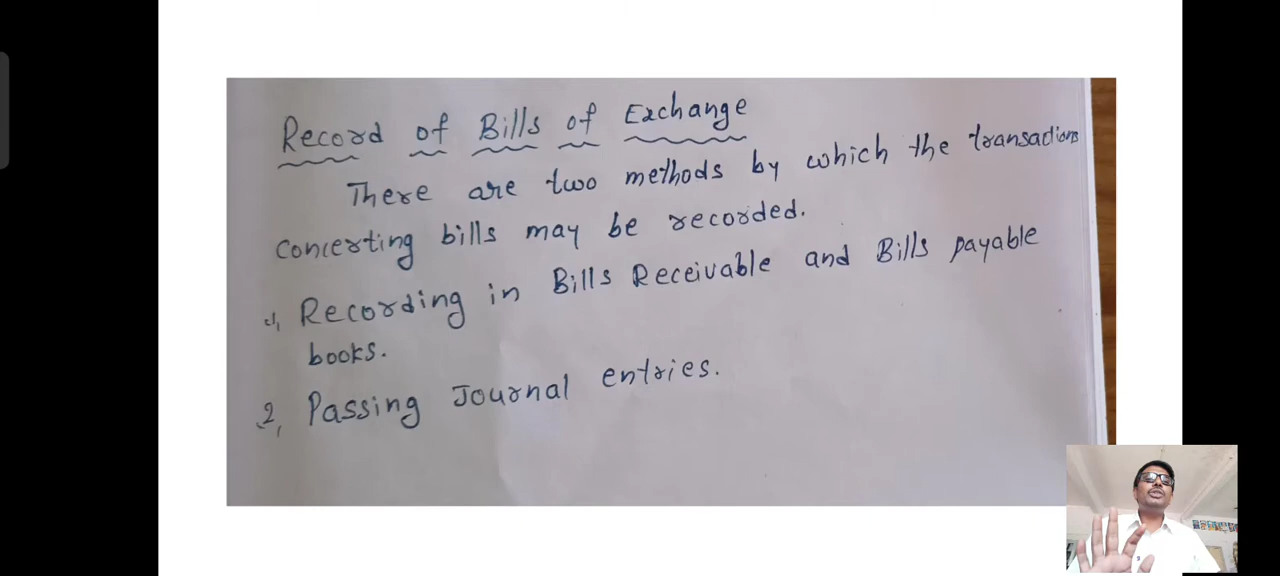 Record of Bills of Exchange
There are two methods by which the transactions
concerting bills may be recorded.
1, Recording in Bills Receivable and Bills payable
books.
2, Passing Journal entries.